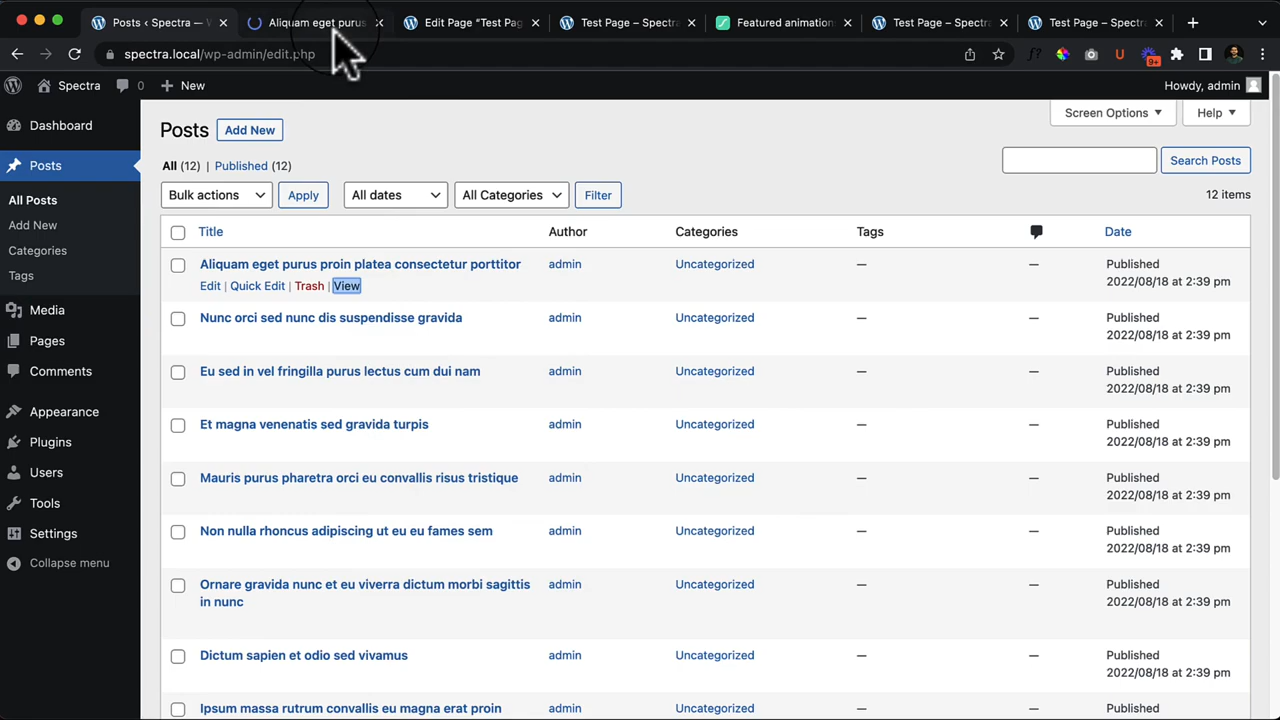 Posts ‹ Spectra — W
Aliquam eget purus
Edit Page “Test Pag
Test Page – Spectra
Featured animation
Test Page – Spectra
Test Page – Spectra
spectra.local/wp-admin/edit.php
9+
Spectra
0
New
Howdy, admin
Dashboard
Posts
All Posts
Add New
Categories
Tags
Media
Pages
Comments
Appearance
Plugins
Users
Tools
Settings
Collapse menu
Posts
Add New
Screen Options
Help
All (12) | Published (12)
Search Posts
Bulk actions
Apply
All dates
All Categories
Filter
12 items
Title Author Categories Tags Date
Aliquam eget purus proin platea consectetur porttitor admin Uncategorized — — Published
Edit | Quick Edit | Trash | View 2022/08/18 at 2:39 pm
Nunc orci sed nunc dis suspendisse gravida admin Uncategorized — — Published
2022/08/18 at 2:39 pm
Eu sed in vel fringilla purus lectus cum dui nam admin Uncategorized — — Published
2022/08/18 at 2:39 pm
Et magna venenatis sed gravida turpis admin Uncategorized — — Published
2022/08/18 at 2:39 pm
Mauris purus pharetra orci eu convallis risus tristique admin Uncategorized — — Published
2022/08/18 at 2:39 pm
Non nulla rhoncus adipiscing ut eu eu fames sem admin Uncategorized — — Published
2022/08/18 at 2:39 pm
Ornare gravida nunc et eu viverra dictum morbi sagittis admin Uncategorized — — Published
in nunc 2022/08/18 at 2:39 pm
Dictum sapien et odio sed vivamus admin Uncategorized — — Published
2022/08/18 at 2:39 pm
Ipsum massa rutrum convallis eu magna erat proin admin Uncategorized — — Published